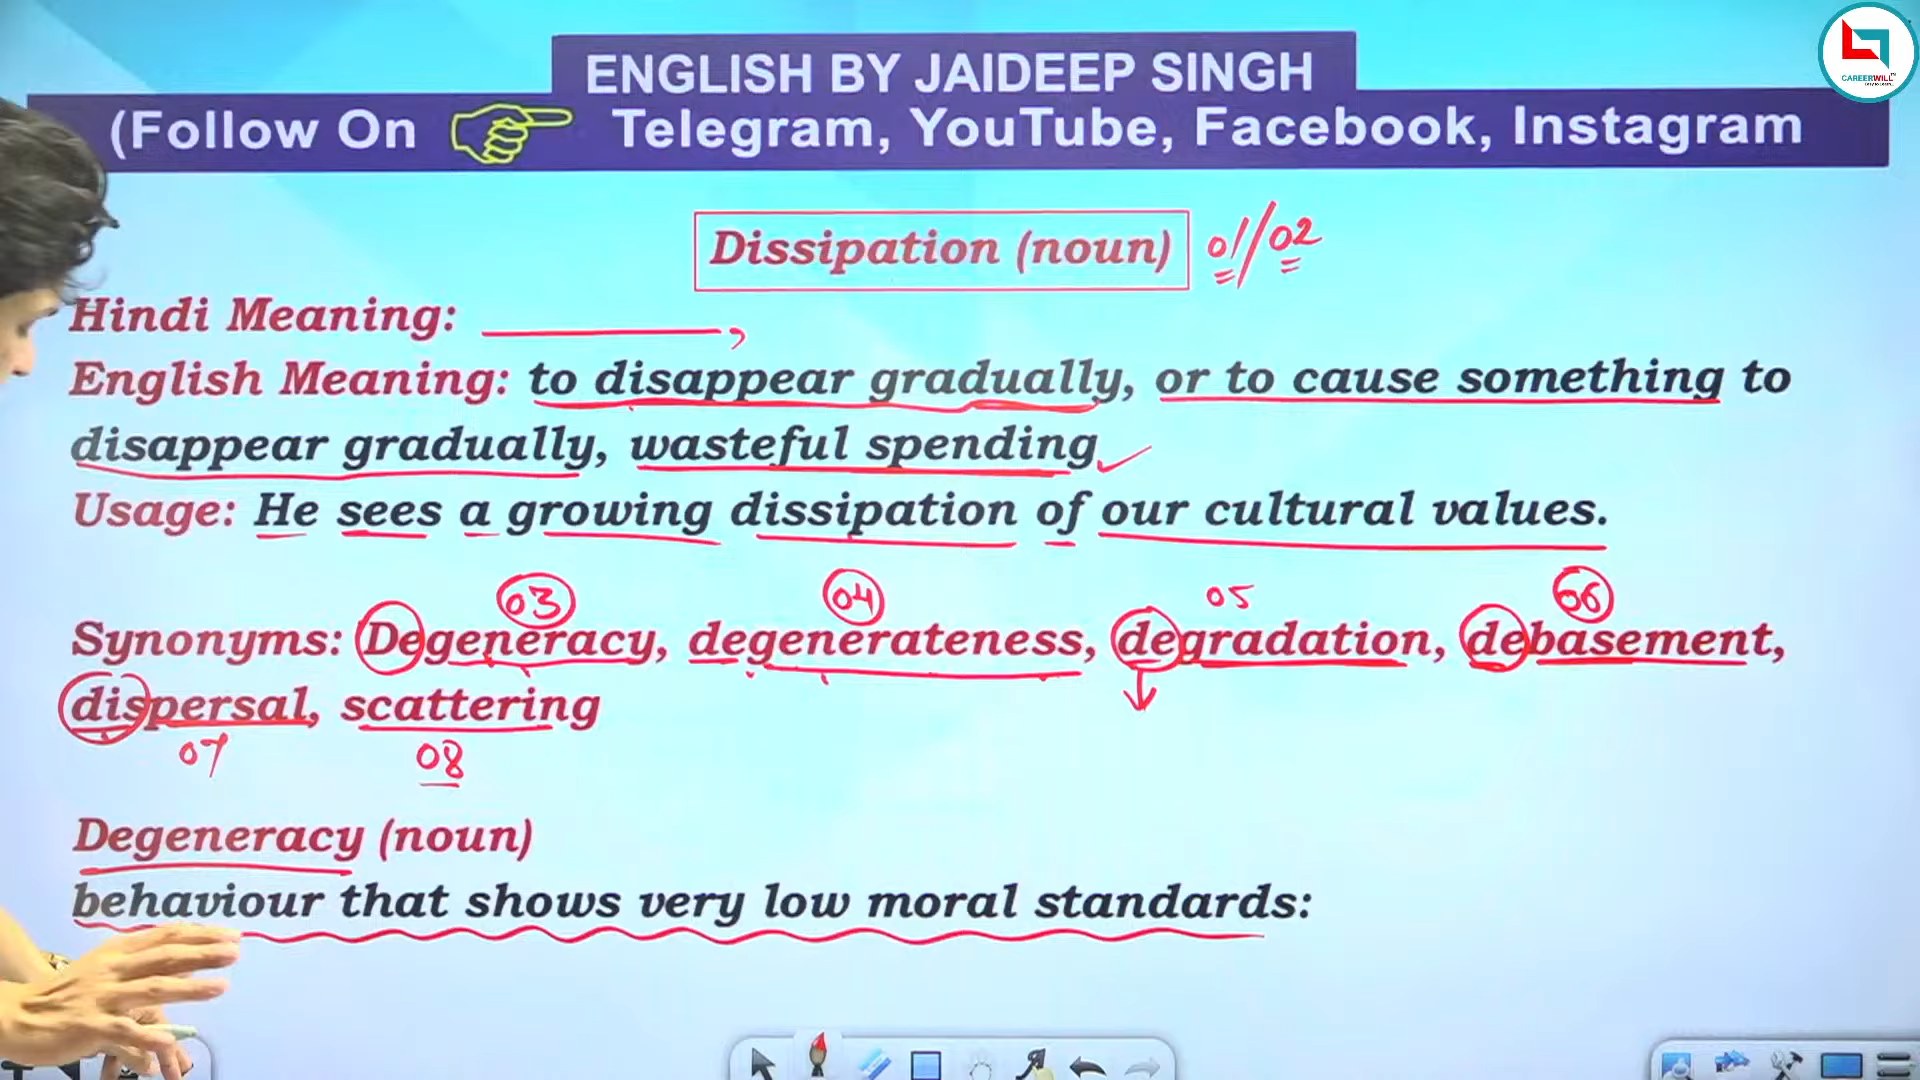 ENGLISH BY JAIDEEP SINGH
(Follow On Telegram, YouTube, Facebook, Instagram
CAREERWILL
Dissipation (noun) 01//02
Hindi Meaning: ,
English Meaning: to disappear gradually, or to cause something to
disappear gradually, wasteful spending
Usage: He sees a growing dissipation of our cultural values.
03 04 05 06
Synonyms: Degeneracy, degenerateness, degradation, debasement,
dispersal, scattering
07 08
Degeneracy (noun)
behaviour that shows very low moral standards: